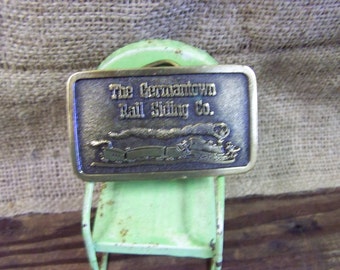 The Germantown
Rail Siding Co.